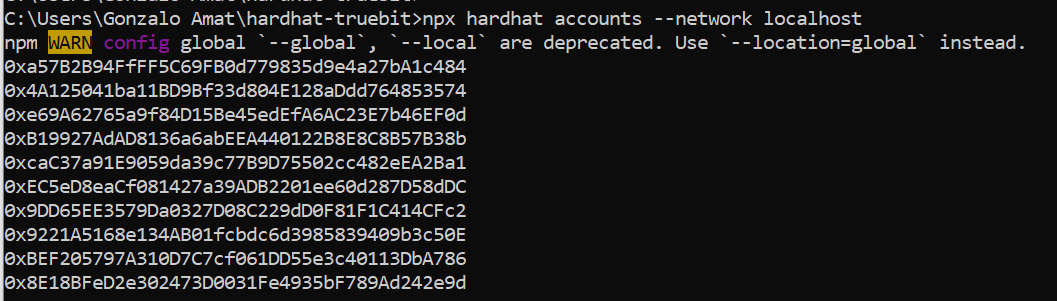 C:\Users\Gonzalo Amat\hardhat-truebit>npx hardhat accounts --network localhost
npm WARN config global `--global`, `--local` are deprecated. Use `--location=global` instead.
0xa57B2B94FfFF5C69FB0d779835d9e4a27bA1c484
0x4A125041ba11BD9Bf33d804E128aDdd764853574
0xe69A62765a9f84D15Be45edEfA6AC23E7b46EF0d
0xB19927AdAD8136a6abEEA440122B8E8C8B57B38b
0xcaC37a91E9059da39c77B9D75502cc482eEA2Ba1
0xEC5eD8eaCf081427a39ADB2201ee60d287D58dDC
0x9DD65EE3579Da0327D08C229dD0F81F1C414CFc2
0x9221A5168e134AB01fcbdc6d3985839409b3c50E
0xBEF205797A310D7C7cf061DD55e3c40113DbA786
0x8E18BFeD2e302473D0031Fe4935bF789Ad242e9d